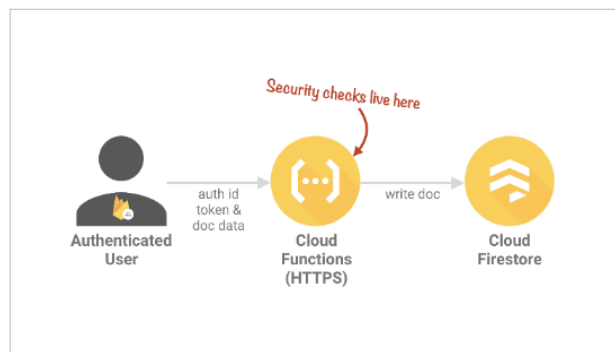 Security checks live here
auth id
token &
doc data
write doc
Authenticated
User
Cloud
Functions
(HTTPS)
Cloud
Firestore